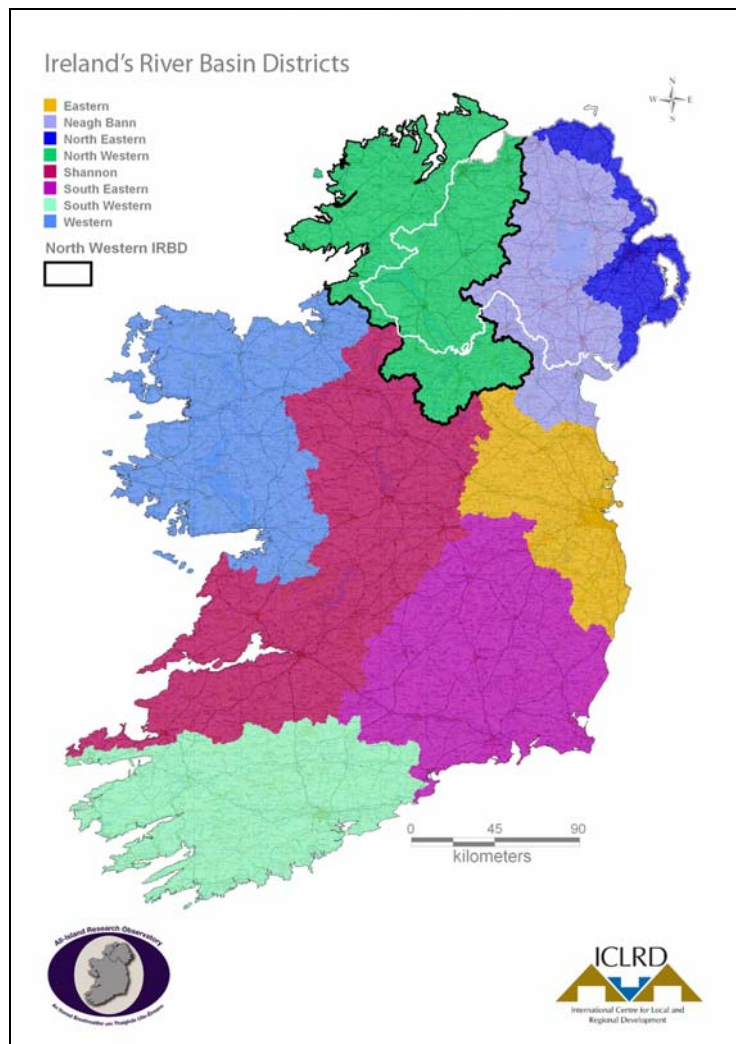 Ireland's River Basin Districts
N
W E
S
Eastern
Neagh Bann
North Eastern
North Western
Shannon
South Eastern
South Western
Western
North Western IRBD
0 45 90
kilometers
All-Island Research Observatory
ICLRD
International Centre for Local and
Regional Development